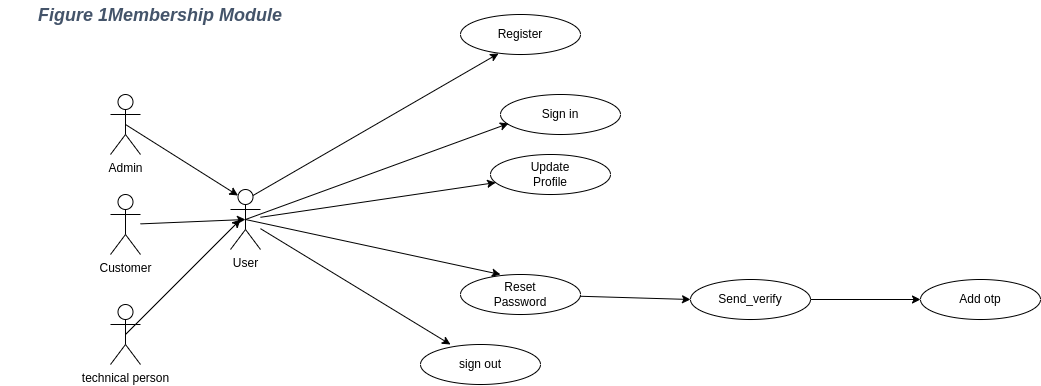 Figure 1Membership Module
Register
Sign in
Admin
Update
Profile
User
Customer
Reset
Password
Send_verify
Add otp
sign out
technical person